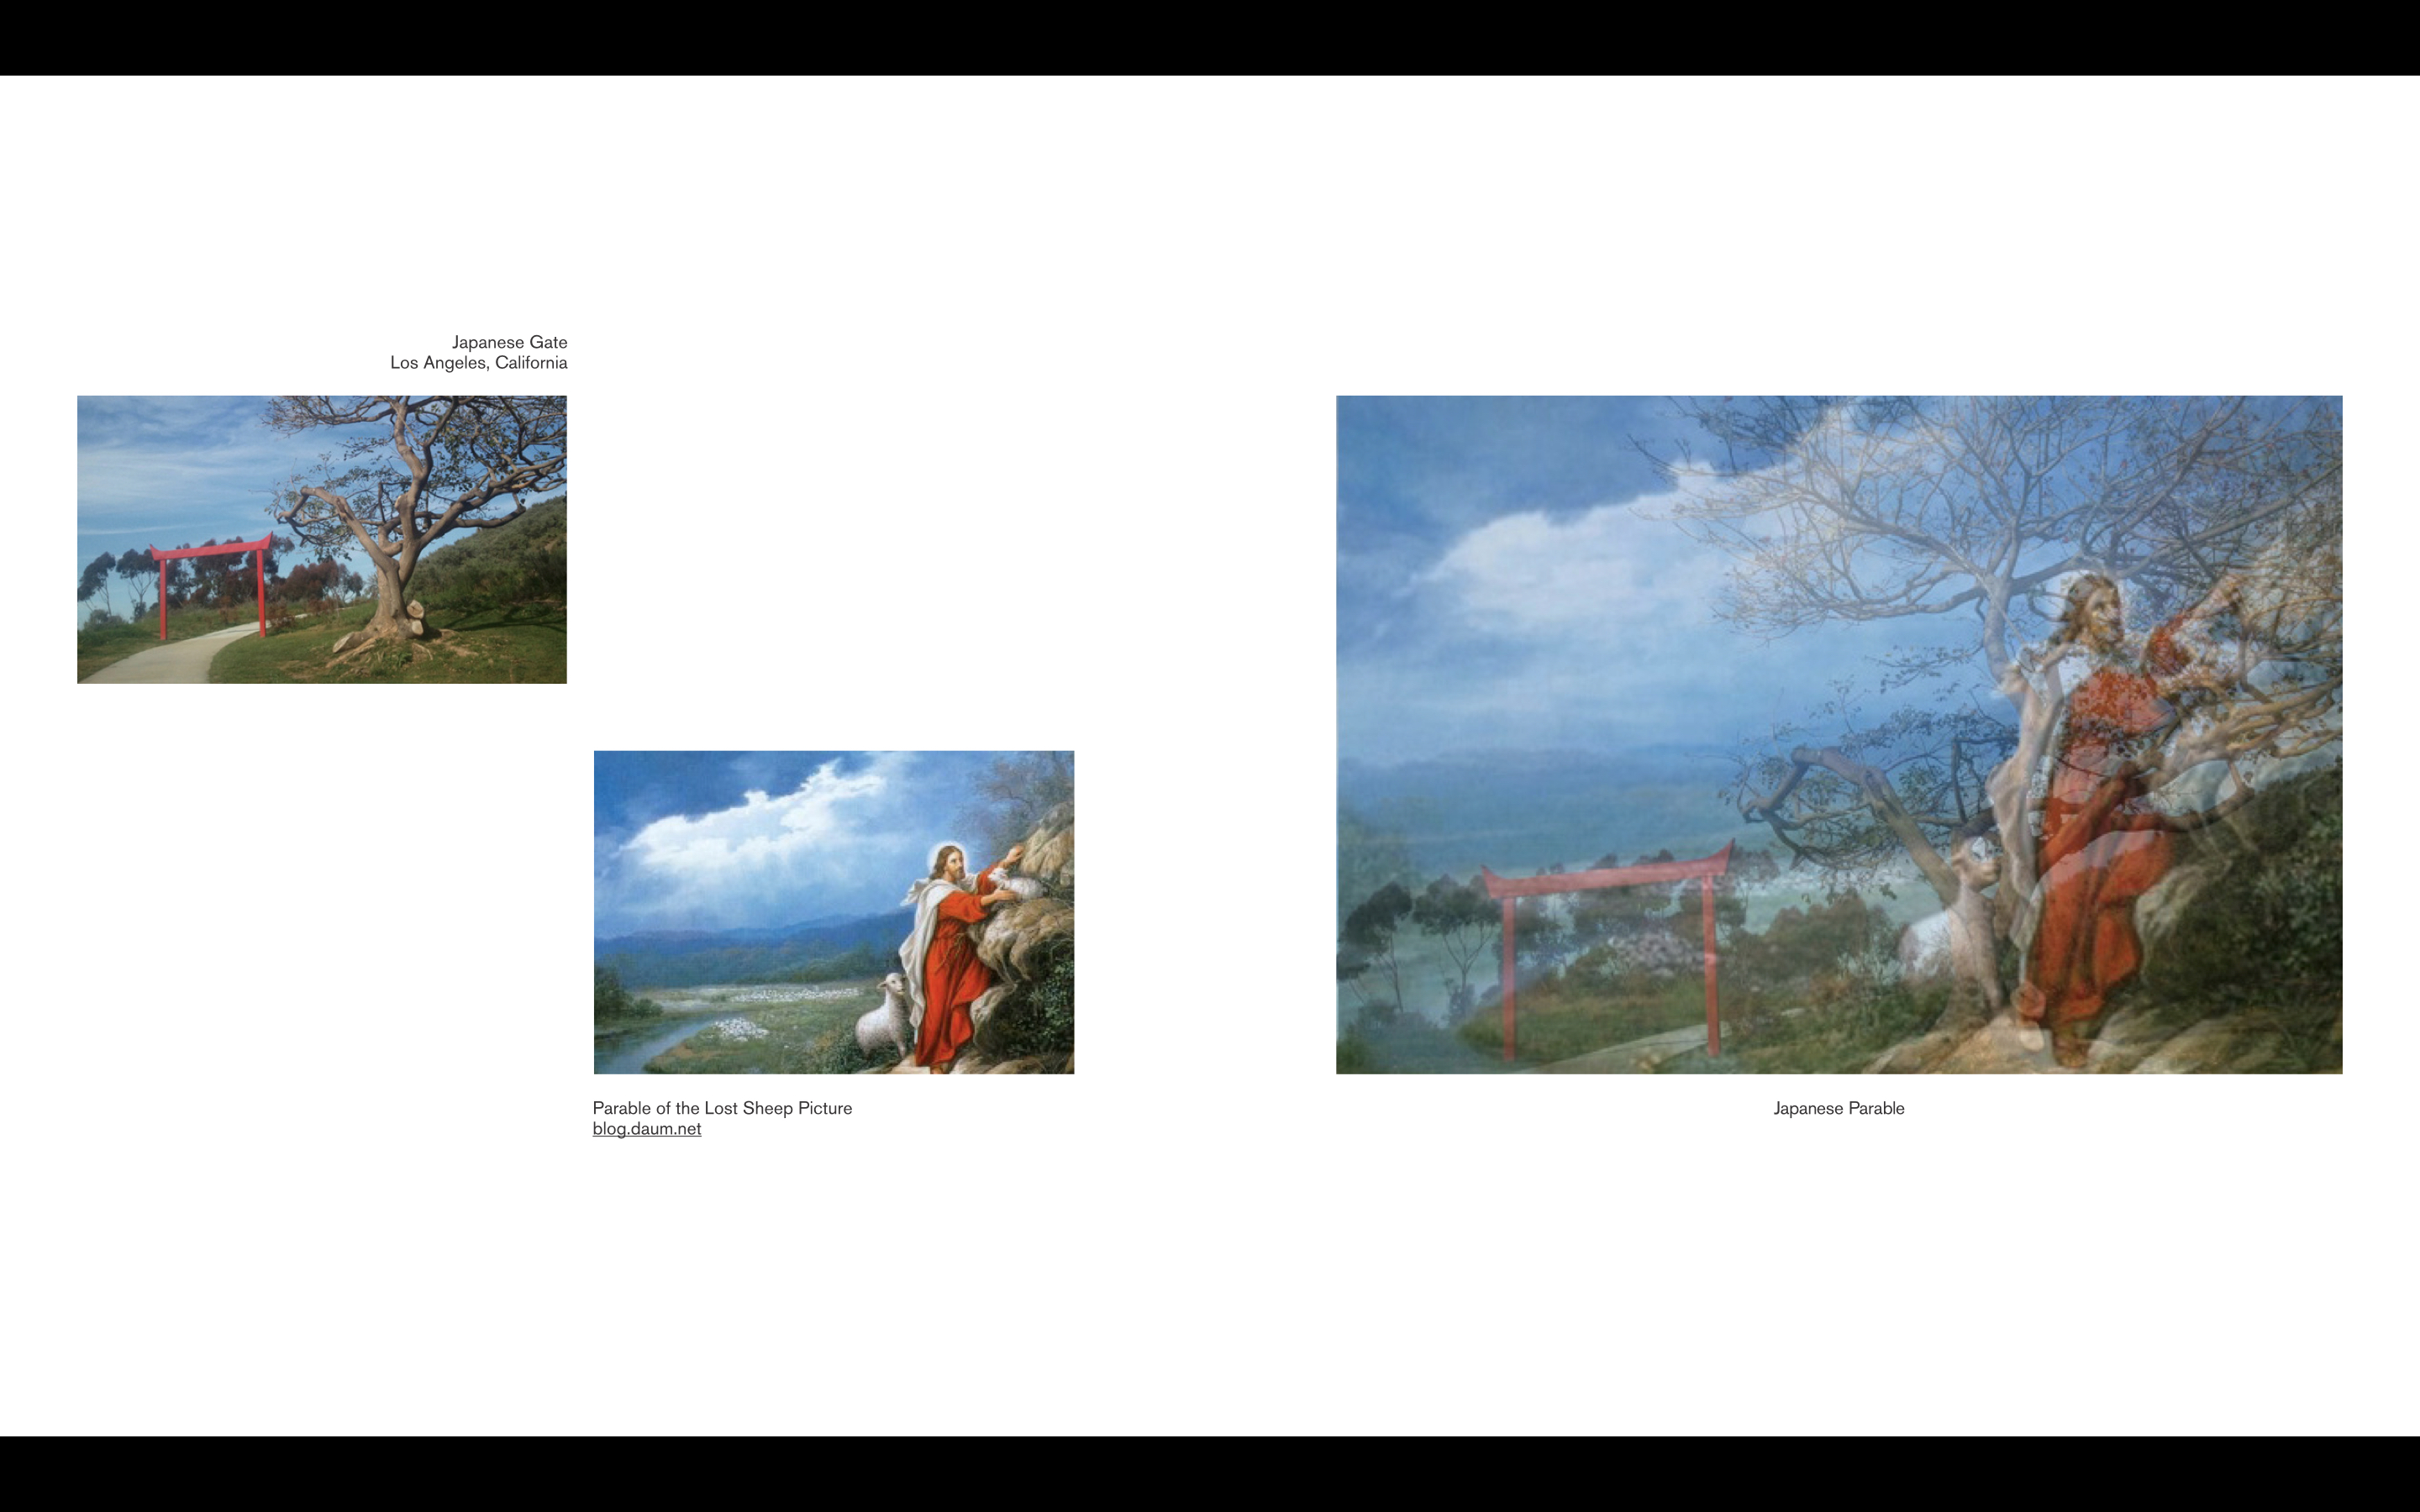 Japanese Gate
Los Angeles, California
Parable of the Lost Sheep Picture
blog.daum.net
Japanese Parable